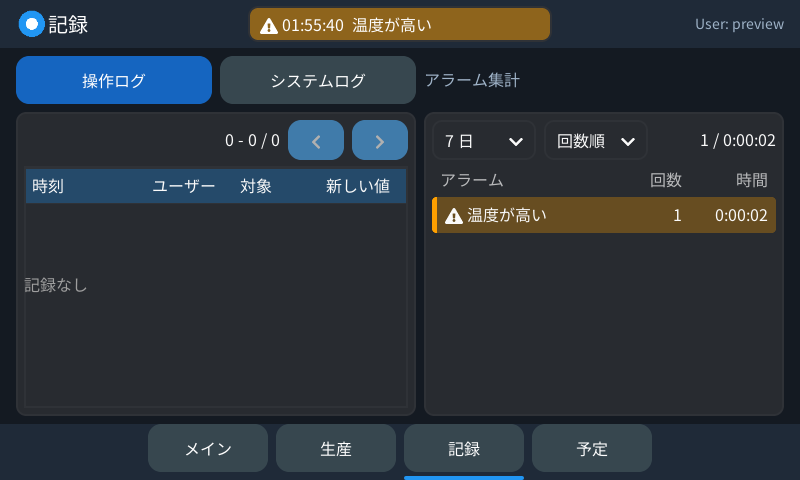 記録
01:55:40 温度が高い
User: preview
操作ログ
システムログ
アラーム集計
0 - 0 / 0
7 日
回数順
1 / 0:00:02
時刻 ユーザー 対象 新しい値
記録なし
アラーム 回数 時間
温度が高い 1 0:00:02
メイン
生産
記録
予定